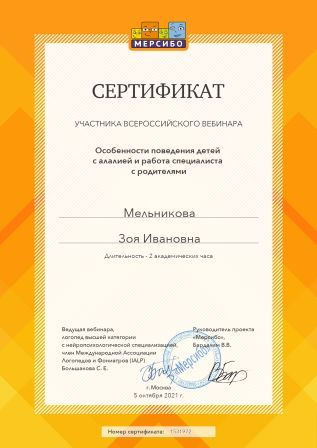 МЕРСИБО
СЕРТИФИКАТ
УЧАСТНИКА ВСЕРОССИЙСКОГО ВЕБИНАРА
Особенности поведения детей
с алалией и работа специалиста
с родителями
Мельникова
Зоя Ивановна
Длительность - 2 академических часа
Ведущая вебинара, 
логопед высшей категории
с нейропсихологической специализацией,
член Международной Ассоциации
Логопедов и Фониатров (IALP)
Большакова С. Е.
Руководитель проекта
«Мерсибо»,
Бардамин В.В.
«Мерсибо»
г. Москва
5 октября 2021 г.
Номер сертификата: